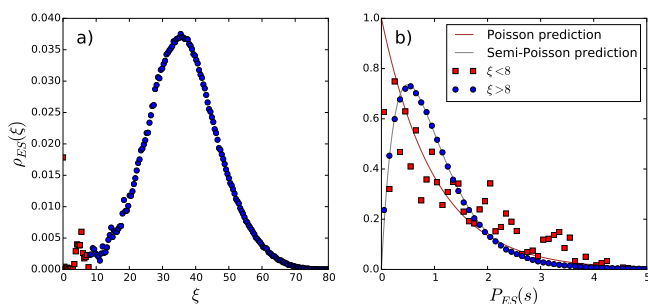 a)
ρ_ES(ξ)
0.040
0.035
0.030
0.025
0.020
0.015
0.010
0.005
0.000
0 10 20 30 40 50 60 70 80
ξ
b)
Poisson prediction
Semi-Poisson prediction
ξ<8
ξ>8
1.0
0.8
0.6
0.4
0.2
0.0
0 1 2 3 4 5
P_ES(s)